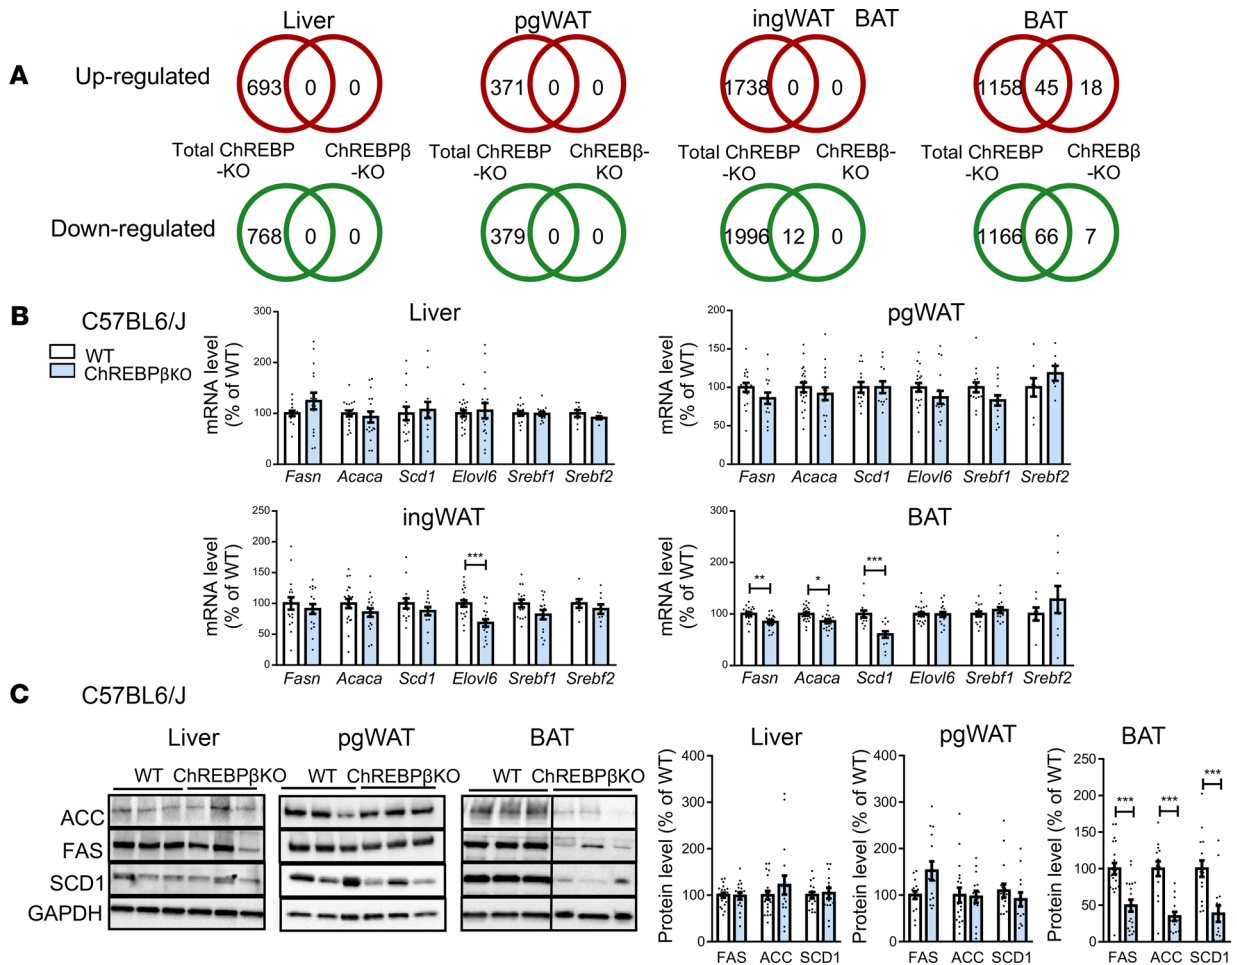 Liver pgWAT ingWAT BAT BAT
A
Up-regulated
693 0 0 371 0 0 1738 0 0 1158 45 18
Total ChREBP ChREBPβ Total ChREBP ChREBβ- Total ChREBP ChREBβ- Total ChREBP ChREBβ
-KO -KO -KO KO -KO KO -KO -KO
Down-regulated
768 0 0 379 0 0 1996 12 0 1166 66 7
B
C57BL6/J
WT
ChREBPβKO
Liver
mRNA level
(% of WT)
300
200
100
0
Fasn Acaca Scd1 Elovl6 Srebf1 Srebf2
pgWAT
mRNA level
(% of WT)
200
150
100
50
0
Fasn Acaca Scd1 Elovl6 Srebf1 Srebf2
ingWAT
mRNA level
(% of WT)
250
200
150
100
50
0
***
Fasn Acaca Scd1 Elovl6 Srebf1 Srebf2
BAT
mRNA level
(% of WT)
300
200
100
0
** * ***
Fasn Acaca Scd1 Elovl6 Srebf1 Srebf2
C
C57BL6/J
Liver pgWAT BAT
WT ChREBPβKO WT ChREBPβKO WT ChREBPβKO
ACC
FAS
SCD1
GAPDH
Liver
Protein level (% of WT)
400
300
200
100
0
FAS ACC SCD1
pgWAT
Protein level (% of WT)
400
300
200
100
0
FAS ACC SCD1
BAT
Protein level (% of WT)
250
200
150
100
50
0
*** *** ***
FAS ACC SCD1